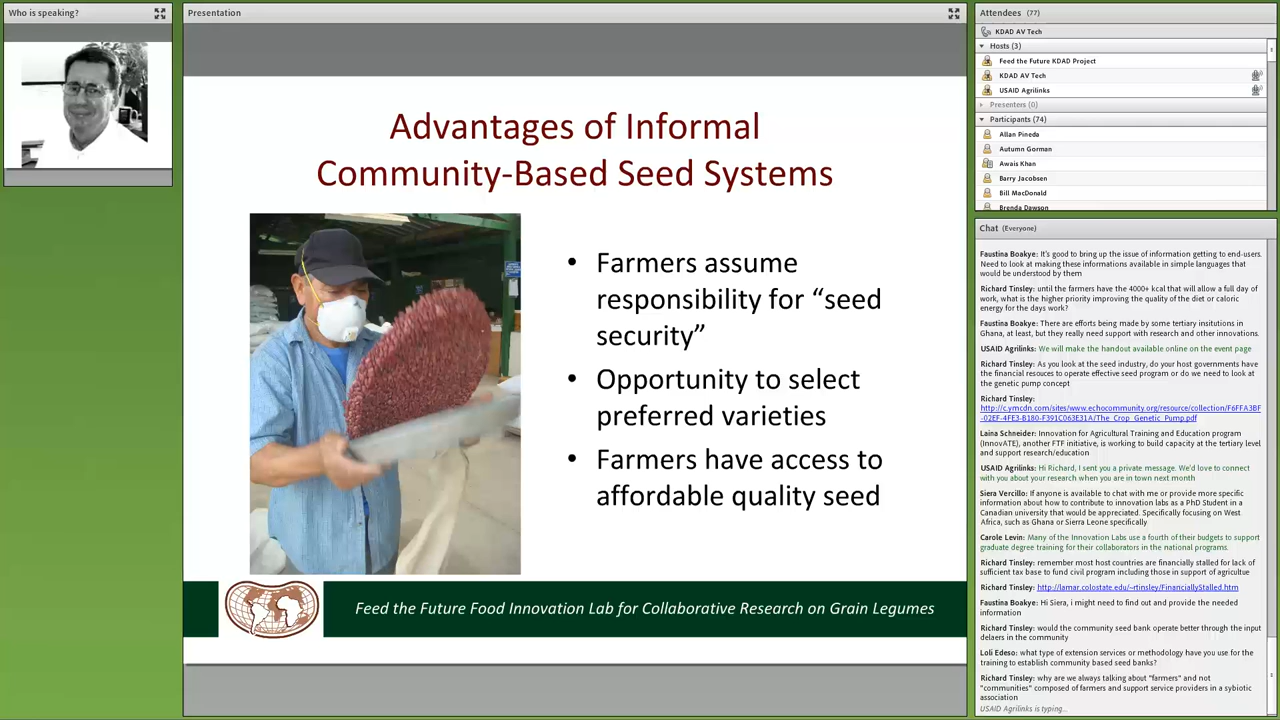 Who is speaking?
Presentation
Advantages of Informal
Community-Based Seed Systems
• Farmers assume
responsibility for “seed
security”
• Opportunity to select
preferred varieties
• Farmers have access to
affordable quality seed
Feed the Future Food Innovation Lab for Collaborative Research on Grain Legumes
Attendees (77)
KDAD AV Tech
Hosts (3)
Feed the Future KDAD Project
KDAD AV Tech
USAID Agrilinks
Presenters (0)
Participants (74)
Allan Pineda
Autumn Gorman
Awais Khan
Barry Jacobsen
Bill MacDonald
Brenda Dawson
Chat (Everyone)
Faustina Boakye: It's good to bring up the issue of information getting to end-users.
Need to look at making these informations available in simple languages that
would be understood by them
Richard Tinsley: until the farmers have the 4000+ kcal that will allow a full day of
work, what is the higher priority improving the quality of the diet or caloric
energy for the days work?
Faustina Boakye: There are efforts being made by some tertiary insitutions in
Ghana, at least, but they really need support with research and other innovations.
USAID Agrilinks: We will make the handout available online on the event page
Richard Tinsley: As you look at the seed industry, do your host governments have
the financial resouces to operate effective seed program or do we need to look at
the genetic pump concept
Richard Tinsley:
http://c.ymcdn.com/sites/www.echocommunity.org/resource/collection/F6FFA3BF
-02EF-4FE3-B180-F391C063E31A/The_Crop_Genetic_Pump.pdf
Laina Schneider: Innovation for Agricultural Training and Education program
(InnovATE), another FTF initiative, is working to build capacity at the tertiary level
and support research/education
USAID Agrilinks: Hi Richard, I sent you a private message. We'd love to connect
with you about your research when you are in town next month
Siera Vercillo: If anyone is available to chat with me or provide more specific
information about how to contribute to innovation labs as a PhD Student in a
Canadian university that would be appreciated. Specifically focusing on West
Africa, such as Ghana or Sierra Leone specifically
Carole Levin: Many of the Innovation Labs use a fourth of their budgets to support
graduate degree training for their collaborators in the national programs.
Richard Tinsley: remember most host countries are financially stalled for lack of
sufficient tax base to fund civil program including those in support of agricultue
Richard Tinsley: http://lamar.colostate.edu/~rtinsley/FinanciallyStalled.htm
Faustina Boakye: Hi Siera, i might need to find out and provide the needed
information
Richard Tinsley: would the community seed bank operate better through the input
delaers in the community
Loli Edeso: what type of extension services or methodology have you use for the
training to establish community based seed banks?
Richard Tinsley: why are we always talking about "farmers" and not
"communities" composed of farmers and support service providers in a sybiotic
association
USAID Agrilinks is typing...